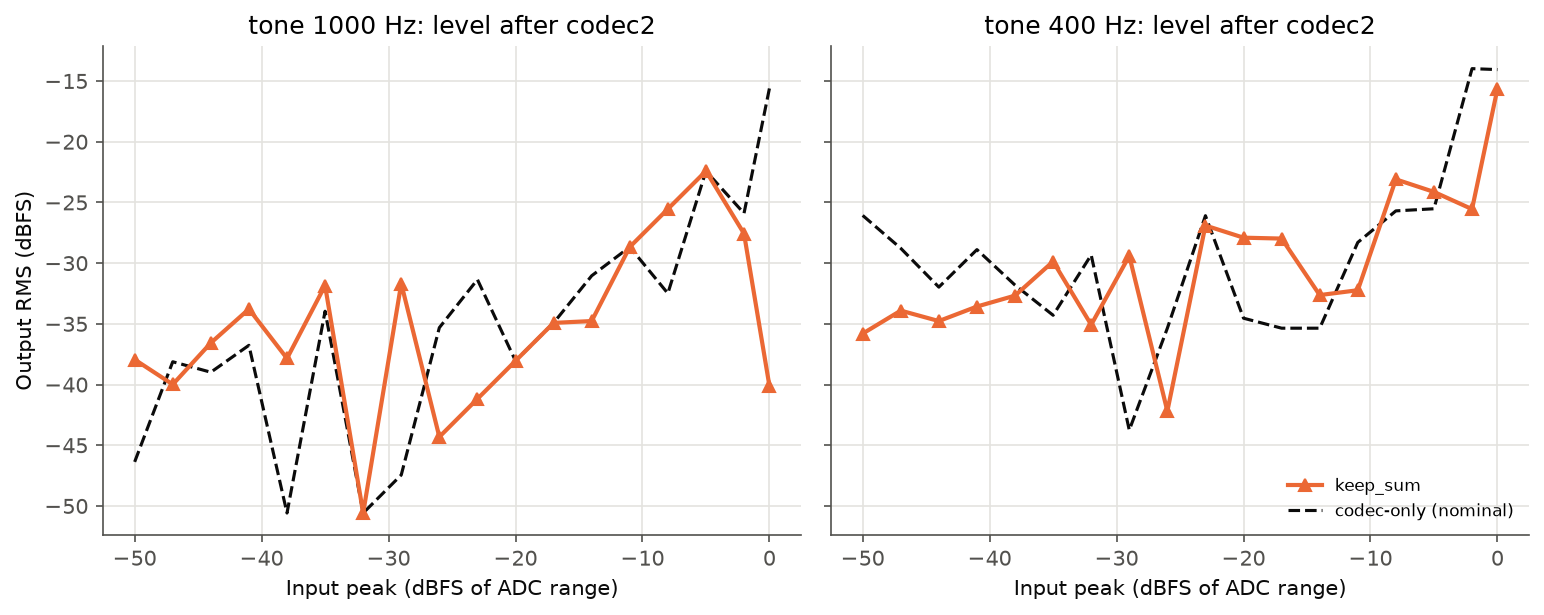 tone 1000 Hz: level after codec2
tone 400 Hz: level after codec2
Output RMS (dBFS)
−15
−20
−25
−30
−35
−40
−45
−50
−50
−40
−30
−20
−10
0
−50
−40
−30
−20
−10
0
keep_sum
codec-only (nominal)
Input peak (dBFS of ADC range)
Input peak (dBFS of ADC range)